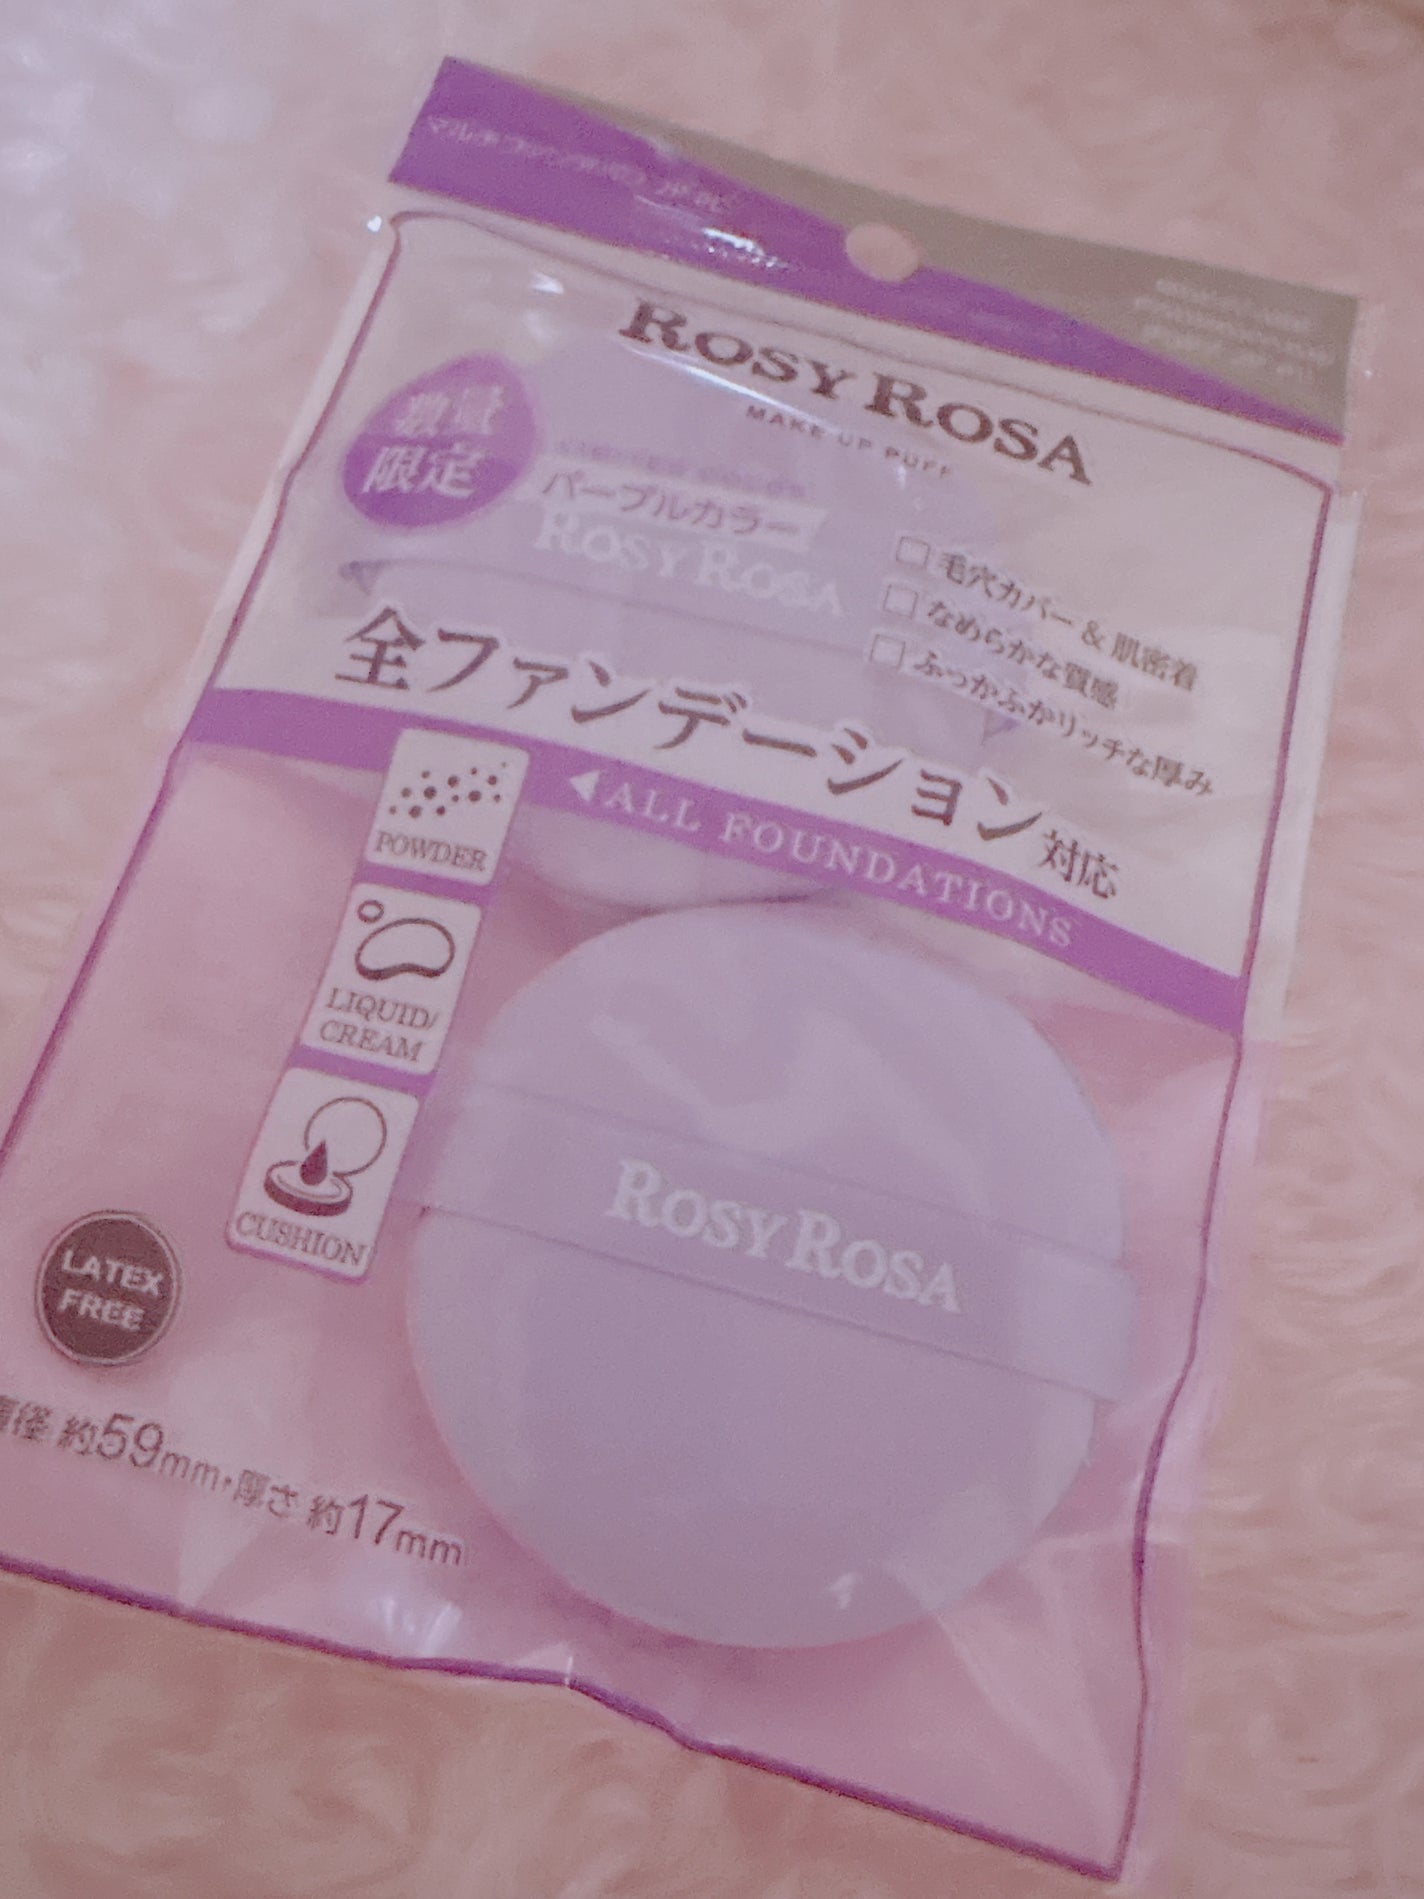 ROSY ROSA
MAKE UP PUFF
数量
限定
LIMITED COLOR
パープルカラー
ROSY ROSA
□ 毛穴カバー & 肌密着
□ なめらかな質感
□ ふっかふかリッチな厚み
全ファンデーション対応
◀ALL FOUNDATIONS
POWDER
LIQUID/
CREAM
CUSHION
ROSY ROSA
LATEX
FREE
直径 約59mm・厚さ 約17mm